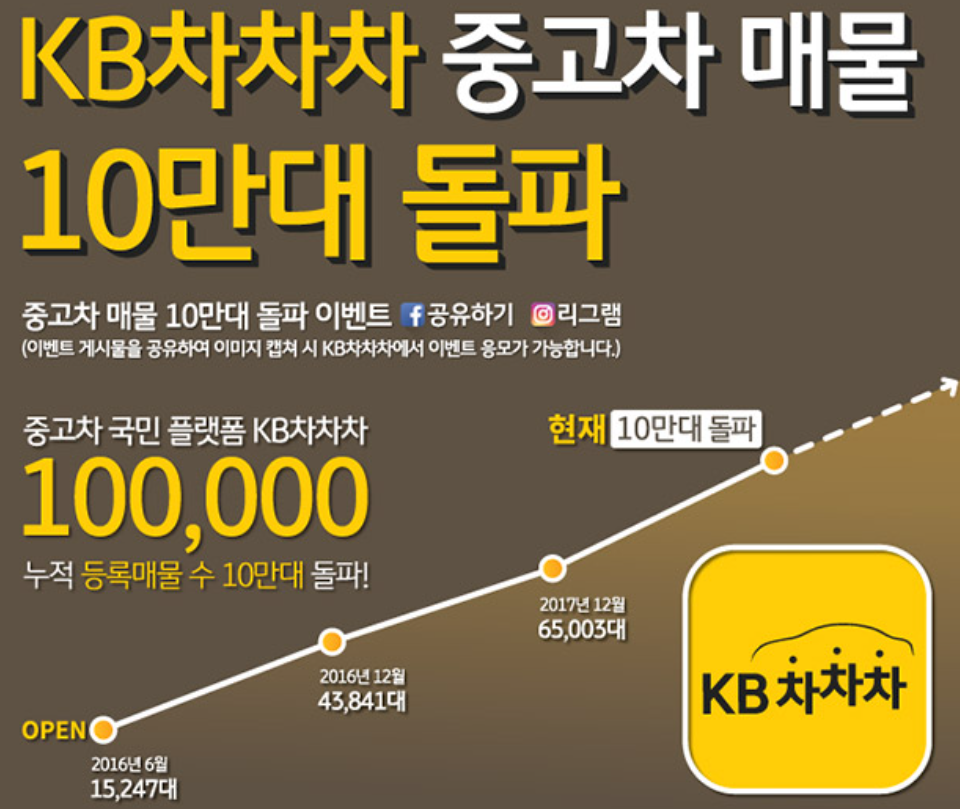 KB차차차 중고차 매물
10만대 돌파
중고차 매물 10만대 돌파 이벤트 f 공유하기 리그램
(이벤트 게시물을 공유하여 이미지 캡쳐 시 KB차차차에서 이벤트 응모가 가능합니다.)
중고차 국민 플랫폼 KB차차차
100,000
누적 등록매물 수 10만대 돌파!
현재 10만대 돌파
2017년 12월
65,003대
2016년 12월
43,841대
OPEN
2016년 6월
15,247대
KB차차차